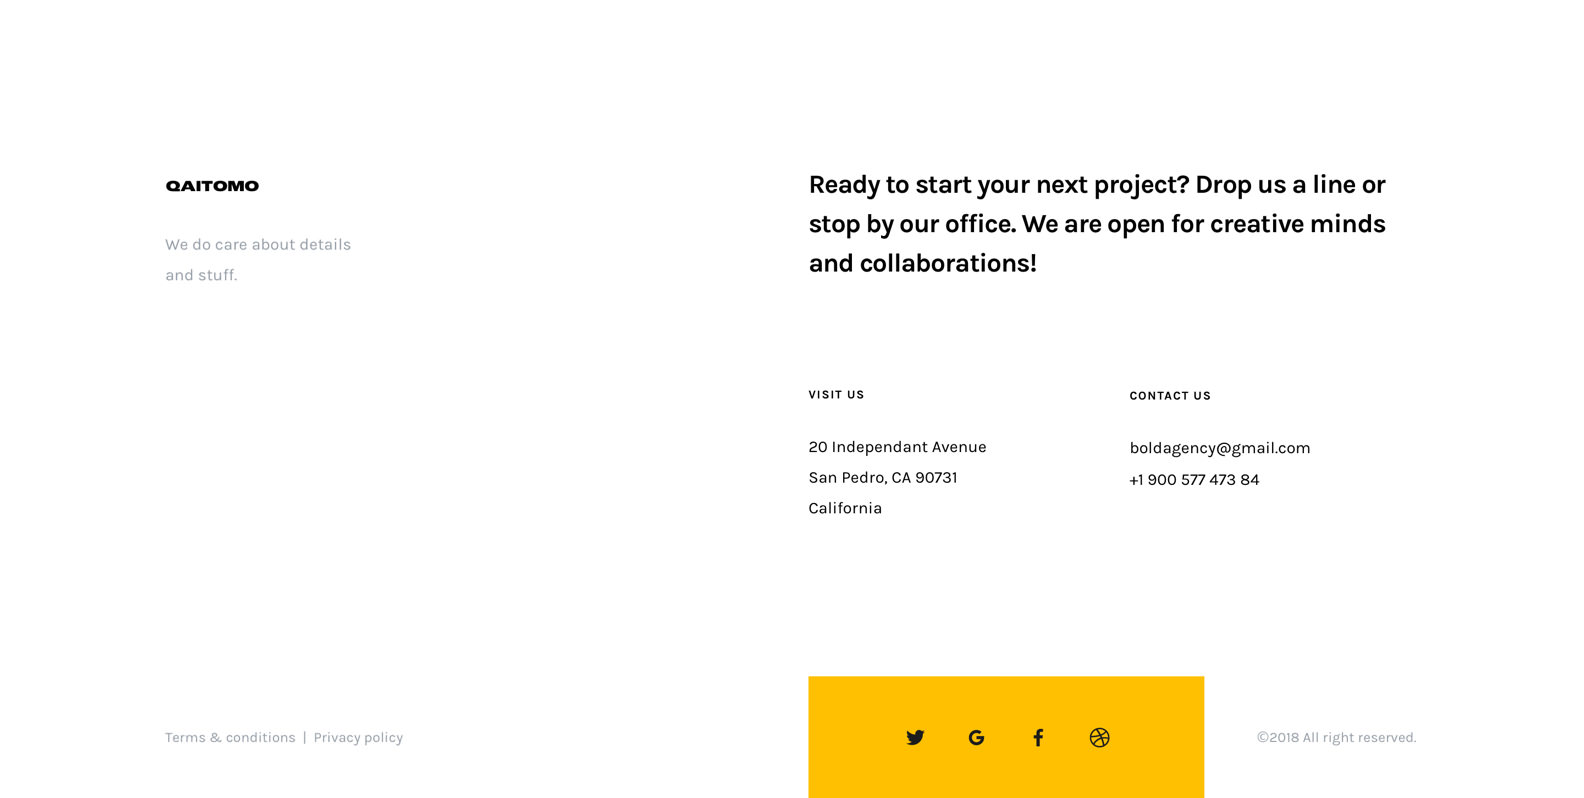 QAITOMO
We do care about details
and stuff.
Ready to start your next project? Drop us a line or
stop by our office. We are open for creative minds
and collaborations!
VISIT US
20 Independant Avenue
San Pedro, CA 90731
California
CONTACT US
boldagency@gmail.com
+1 900 577 473 84
Terms & conditions | Privacy policy
©2018 All right reserved.